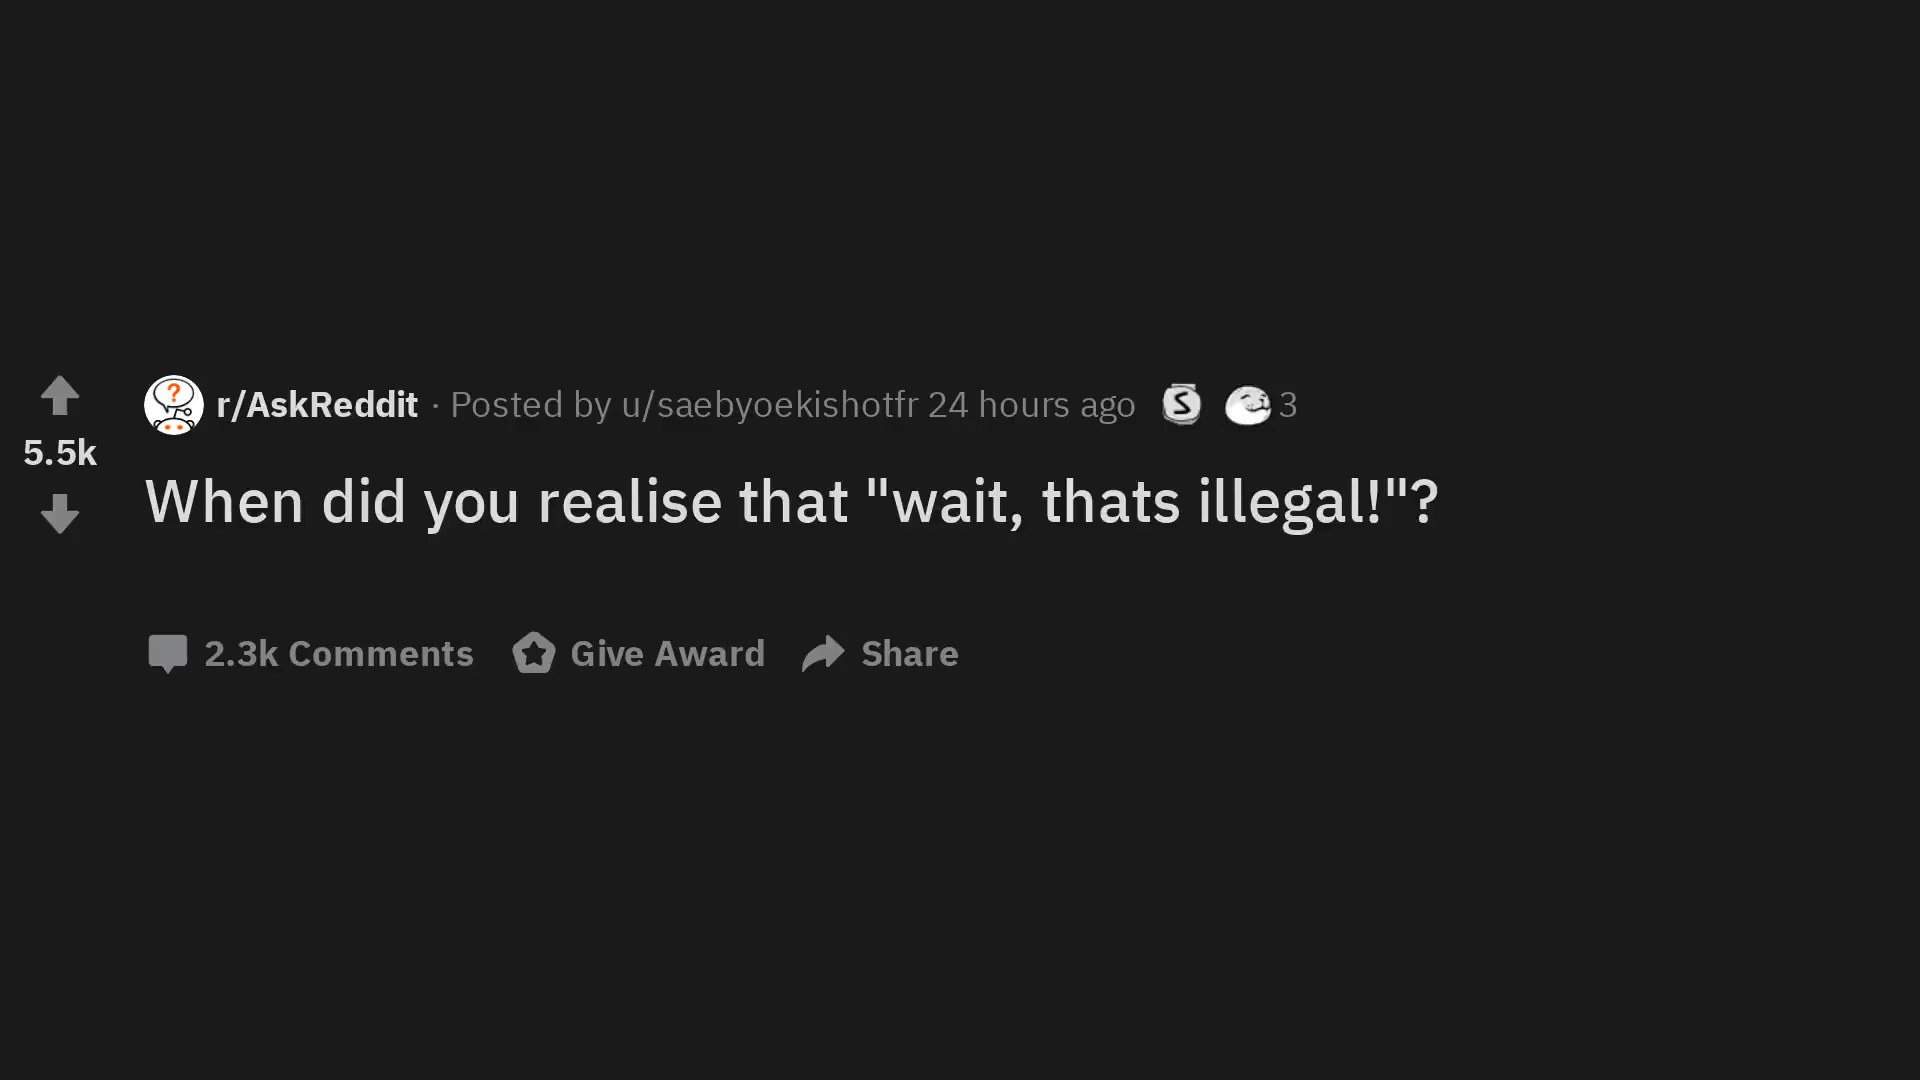 r/AskReddit · Posted by u/saebyoekishotfr 24 hours ago 3
5.5k
When did you realise that "wait, thats illegal!"?
2.3k Comments Give Award Share